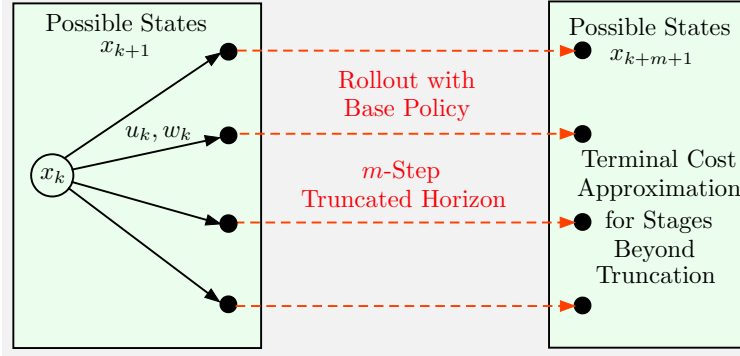 Possible States
x_{k+1}
u_k, w_k
x_k
Rollout with
Base Policy
m-Step
Truncated Horizon
Possible States
x_{k+m+1}
Terminal Cost
Approximation
for Stages
Beyond
Truncation